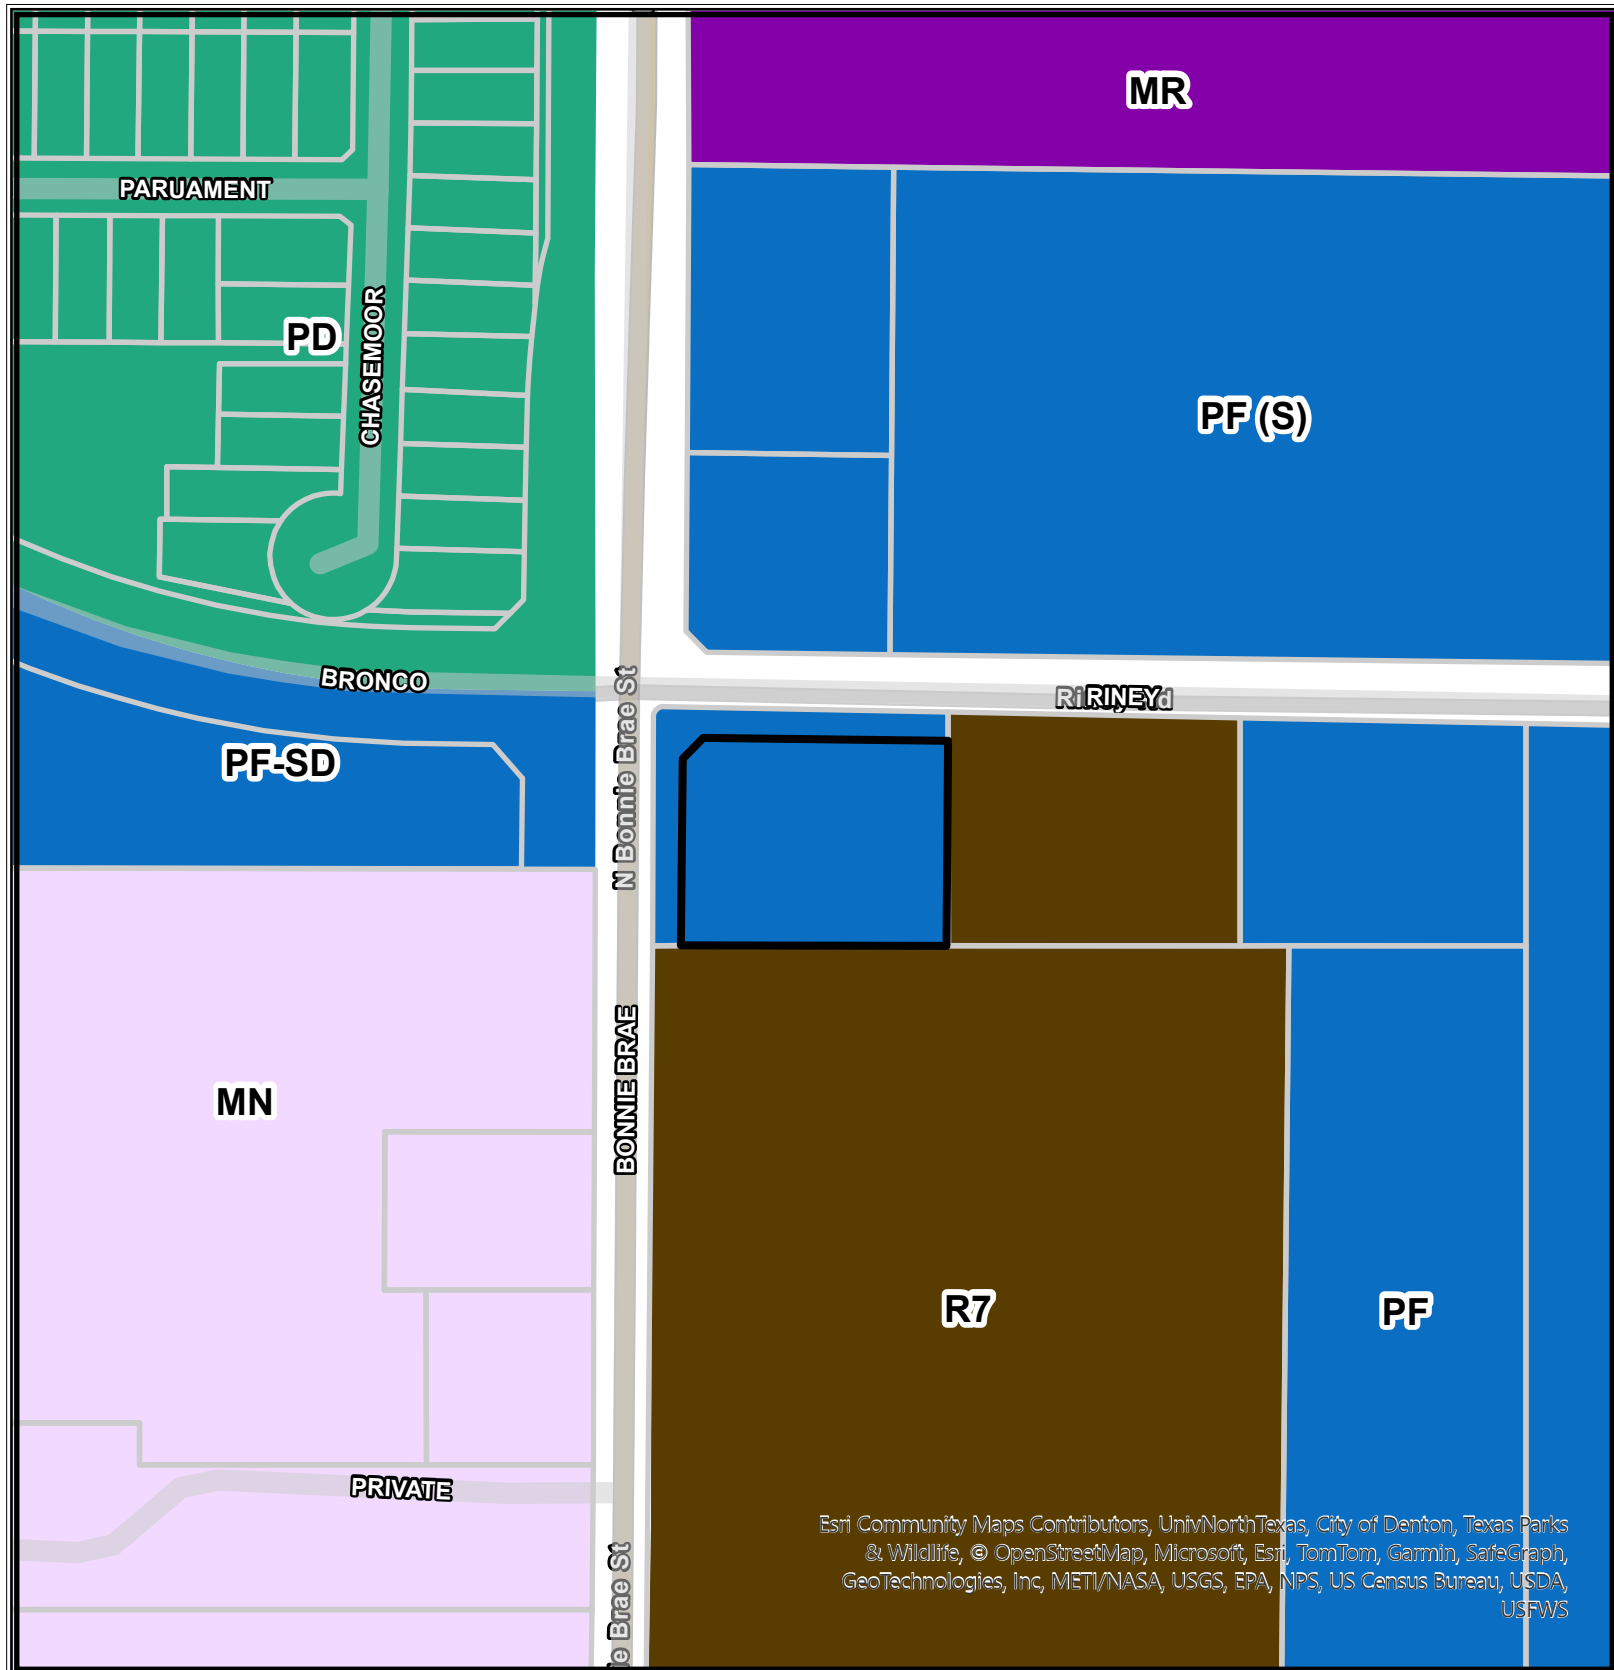 MR
PARUAMENT
PD
CHASEMOOR
PF (S)
BRONCO
N Bonnie Brae St
RINEY
PF-SD
MN
BONNIE BRAE
R7
PF
PRIVATE
e Brae St
Esri Community Maps Contributors, UnivNorthTexas, City of Denton, Texas Parks
& Wildlife, © OpenStreetMap, Microsoft, Esri, TomTom, Garmin, SafeGraph,
GeoTechnologies, Inc, METI/NASA, USGS, EPA, NPS, US Census Bureau, USDA,
USFWS